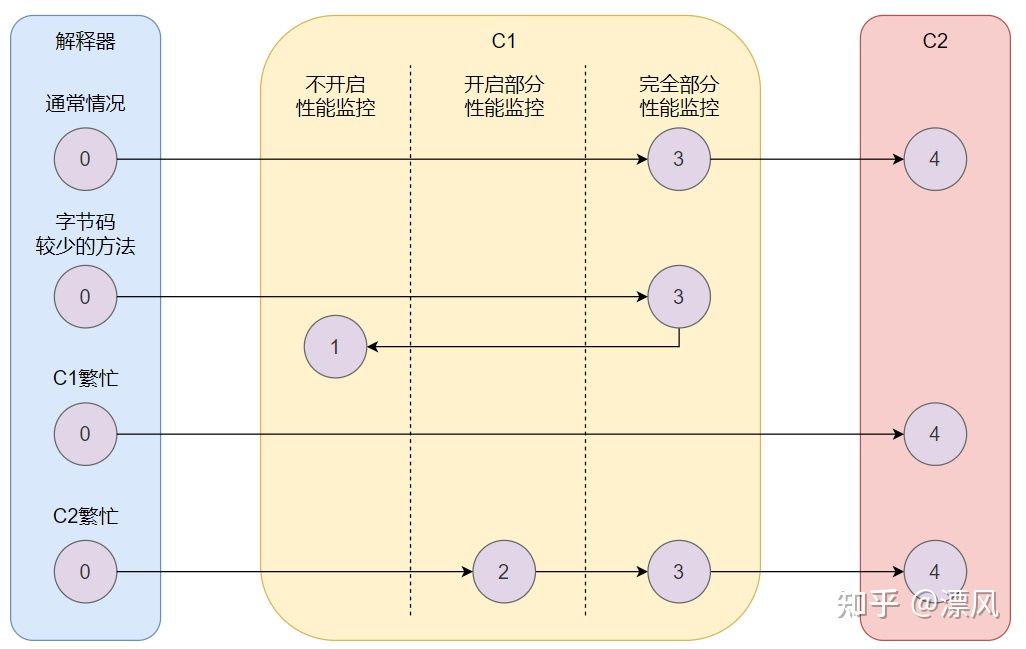 解释器
C1
C2
不开启
性能监控
开启部分
性能监控
完全部分
性能监控
通常情况
0
3
4
字节码
较少的方法
0
3
1
C1繁忙
0
4
C2繁忙
0
2
3
4
知乎 @漂风